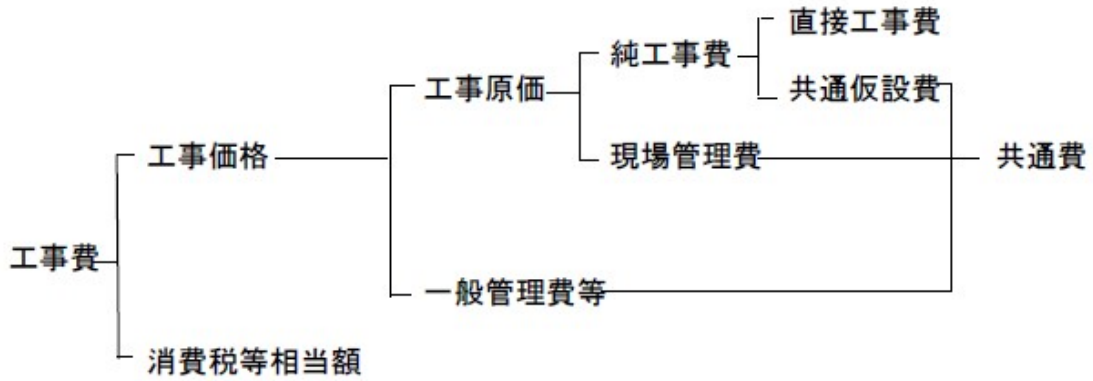 直接工事費
純工事費
工事原価
共通仮設費
工事価格
現場管理費
共通費
工事費
一般管理費等
消費税等相当額